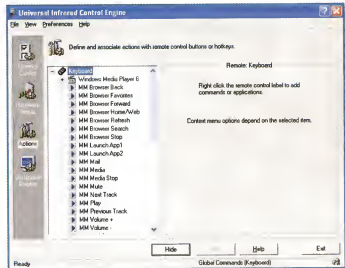 Universal Infrared Control Engine
File View Preferences Help
Define and associate actions with remote control buttons or hotkeys.
Keyboard
Windows Media Player 6
MM Browser Back
MM Browser Favorites
MM Browser Forward
MM Browser Home/Web
MM Browser Refresh
MM Browser Search
MM Browser Stop
MM Launch App1
MM Launch App2
MM Mail
MM Media
MM Media Stop
MM Mute
MM Next Track
MM Play
MM Previous Track
MM Volume +
MM Volume -
Remote: Keyboard
Right click the remote control label to add
commands or applications.
Context menu options depend on the selected item.
Actions
Hide
Help
Exit
Ready
Global Commands (Keyboard)